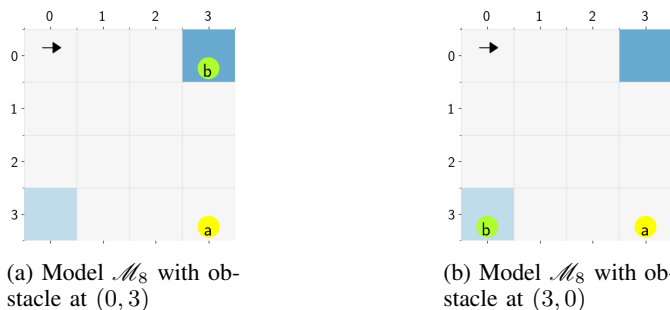 0 1 2 3
0 b
1
2
3 a
(a) Model ℳ₈ with ob-
stacle at (0, 3)
0 1 2 3
0
1
2
3 b a
(b) Model ℳ₈ with ob-
stacle at (3, 0)